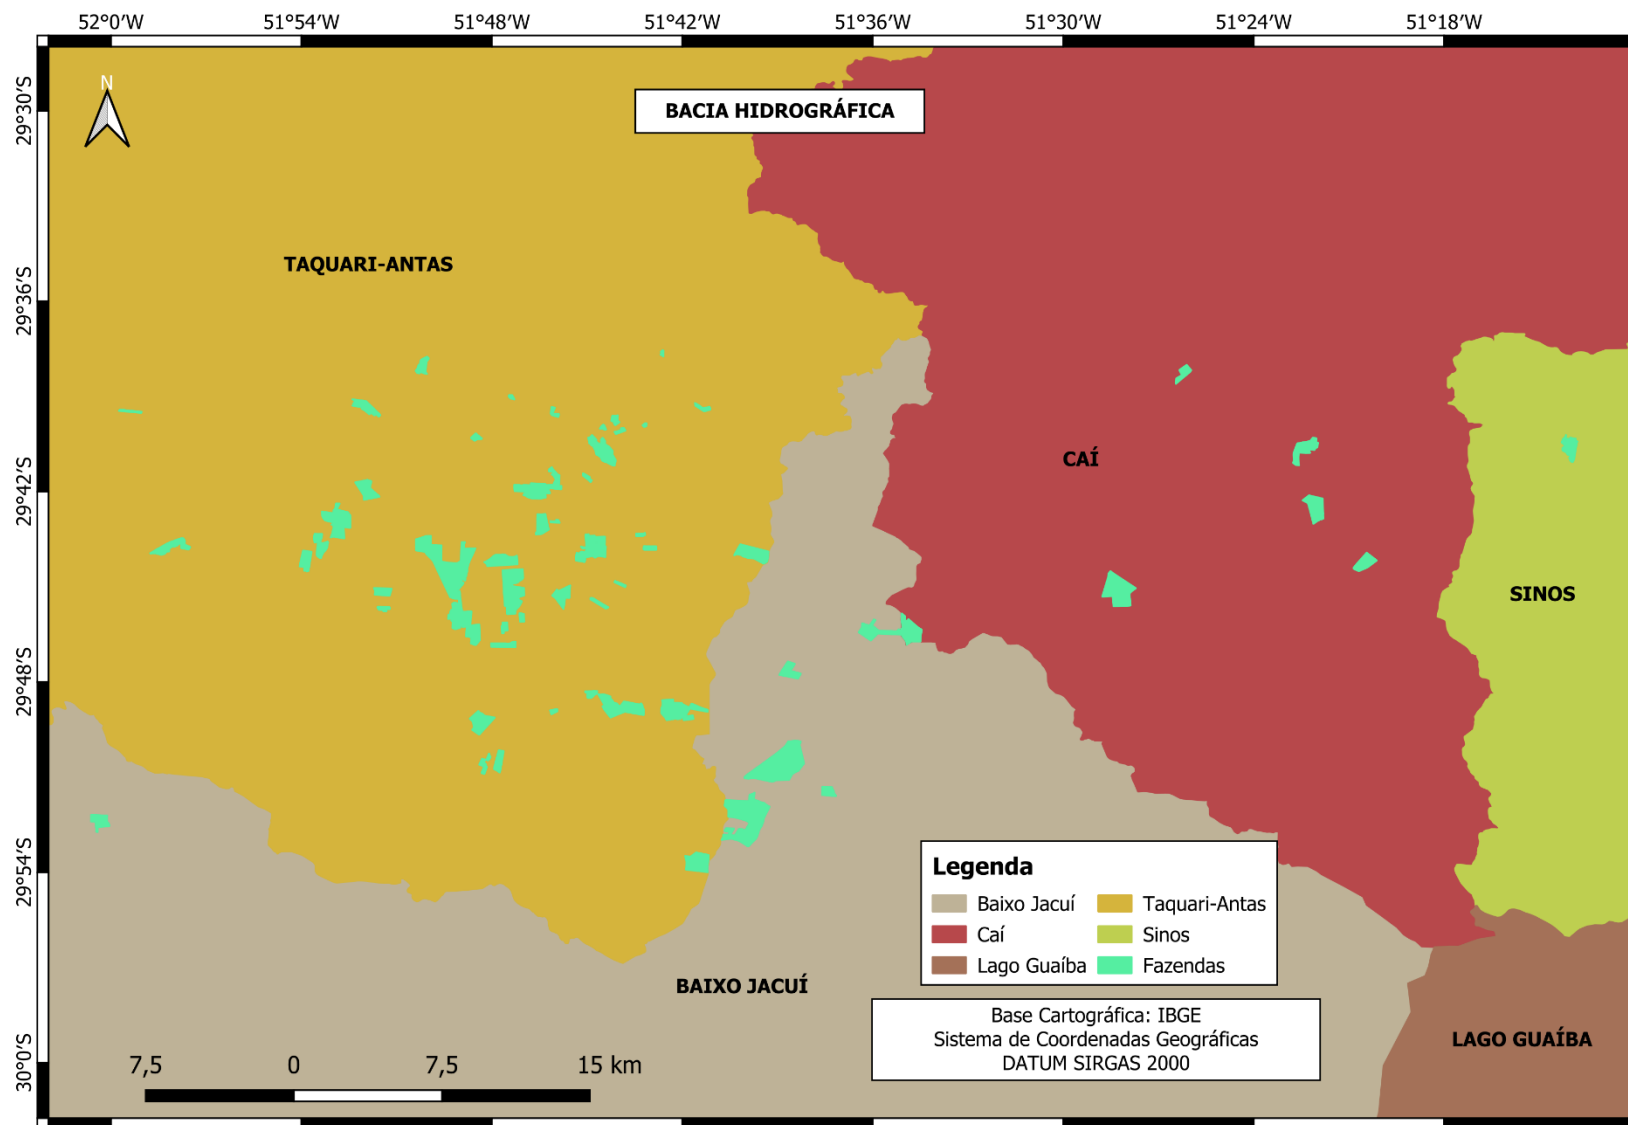 52°0′W 51°54′W 51°48′W 51°42′W 51°36′W 51°30′W 51°24′W 51°18′W
29°30′S
29°36′S
29°42′S
29°48′S
29°54′S
30°0′S
N
BACIA HIDROGRÁFICA
TAQUARI-ANTAS
CAÍ
SINOS
BAIXO JACUÍ
LAGO GUAÍBA
Legenda
Baixo Jacuí Taquari-Antas
Caí Sinos
Lago Guaíba Fazendas
Base Cartográfica: IBGE
Sistema de Coordenadas Geográficas
DATUM SIRGAS 2000
7,5 0 7,5 15 km